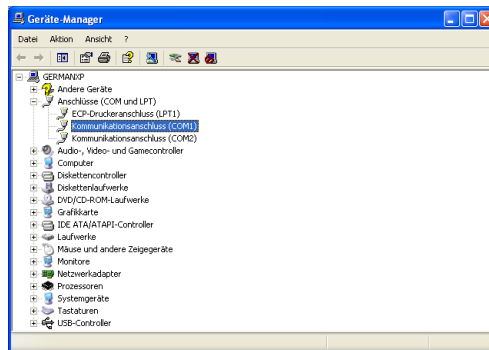 Geräte-Manager
Datei Aktion Ansicht ?
GERMANXP
Andere Geräte
Anschlüsse (COM und LPT)
ECP-Druckeranschluss (LPT1)
Kommunikationsanschluss (COM1)
Kommunikationsanschluss (COM2)
Audio-, Video- und Gamecontroller
Computer
Diskettencontroller
Diskettenlaufwerke
DVD/CD-ROM-Laufwerke
Grafikkarte
IDE ATA/ATAPI-Controller
Laufwerke
Mäuse und andere Zeigegeräte
Monitore
Netzwerkadapter
Prozessoren
Systemgeräte
Tastaturen
USB-Controller